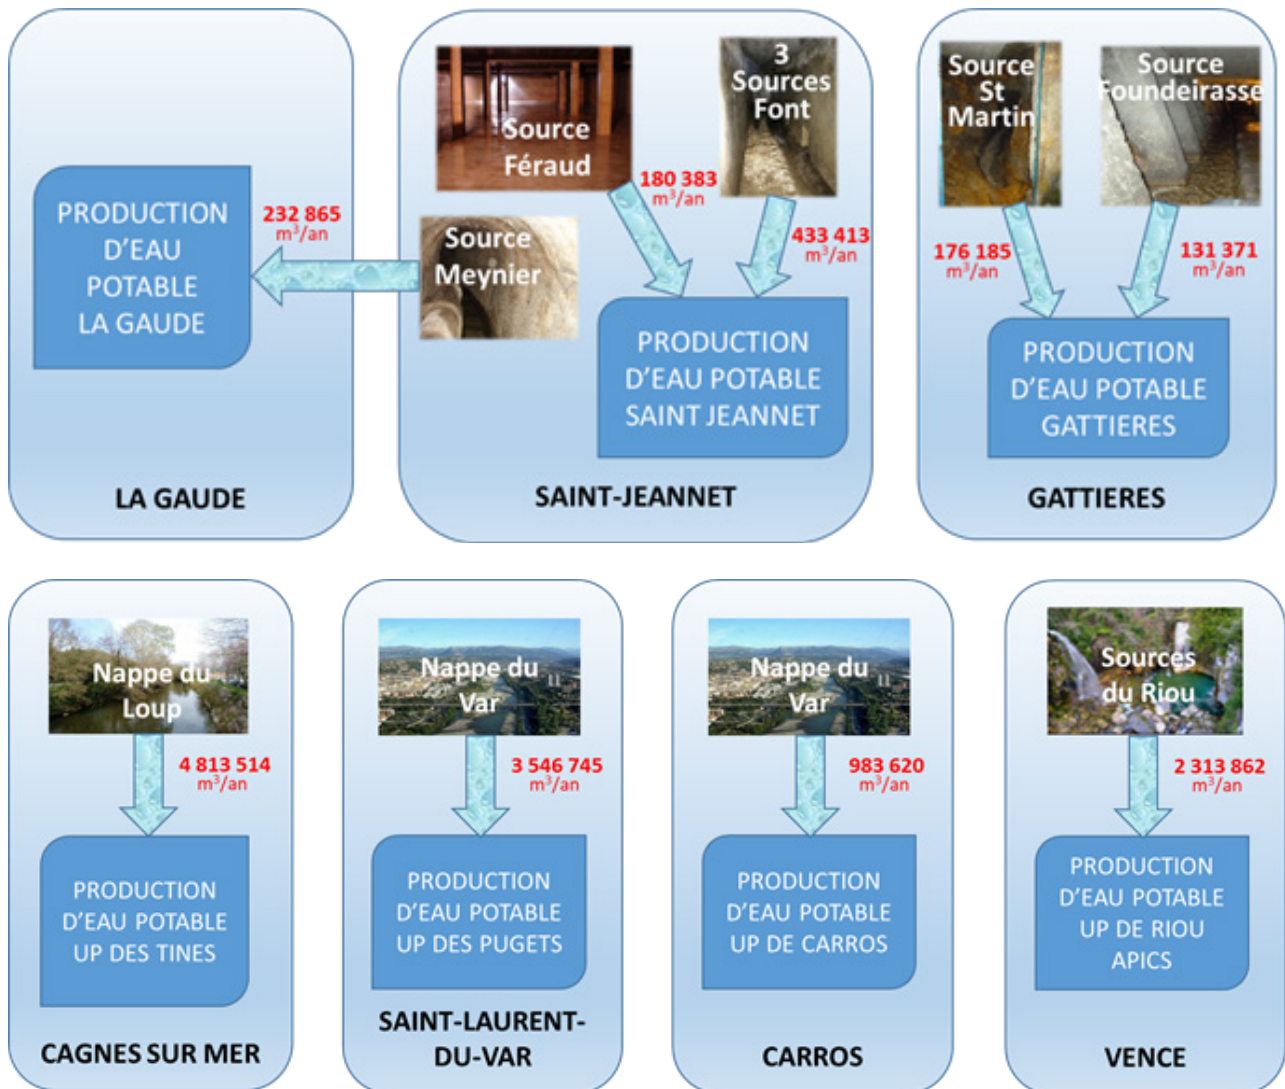 PRODUCTION
D'EAU
POTABLE
LA GAUDE
232 865
m³/an
LA GAUDE
Source
Féraud
180 383
m³/an
3
Sources
Font
433 413
m³/an
Source
Meynier
PRODUCTION
D'EAU POTABLE
SAINT JEANNET
SAINT-JEANNET
Source
St
Martin
176 185
m³/an
Source
Foundeirasse
131 371
m³/an
PRODUCTION
D'EAU POTABLE
GATTIERES
GATTIERES
Nappe du
Loup
4 813 514
m³/an
PRODUCTION
D'EAU POTABLE
UP DES TINES
CAGNES SUR MER
Nappe du
Var
3 546 745
m³/an
PRODUCTION
D'EAU POTABLE
UP DES PUGETS
SAINT-LAURENT-
DU-VAR
Nappe du
Var
983 620
m³/an
PRODUCTION
D'EAU POTABLE
UP DE CARROS
CARROS
Sources
du Riou
2 313 862
m³/an
PRODUCTION
D'EAU POTABLE
UP DE RIOU
APICS
VENCE